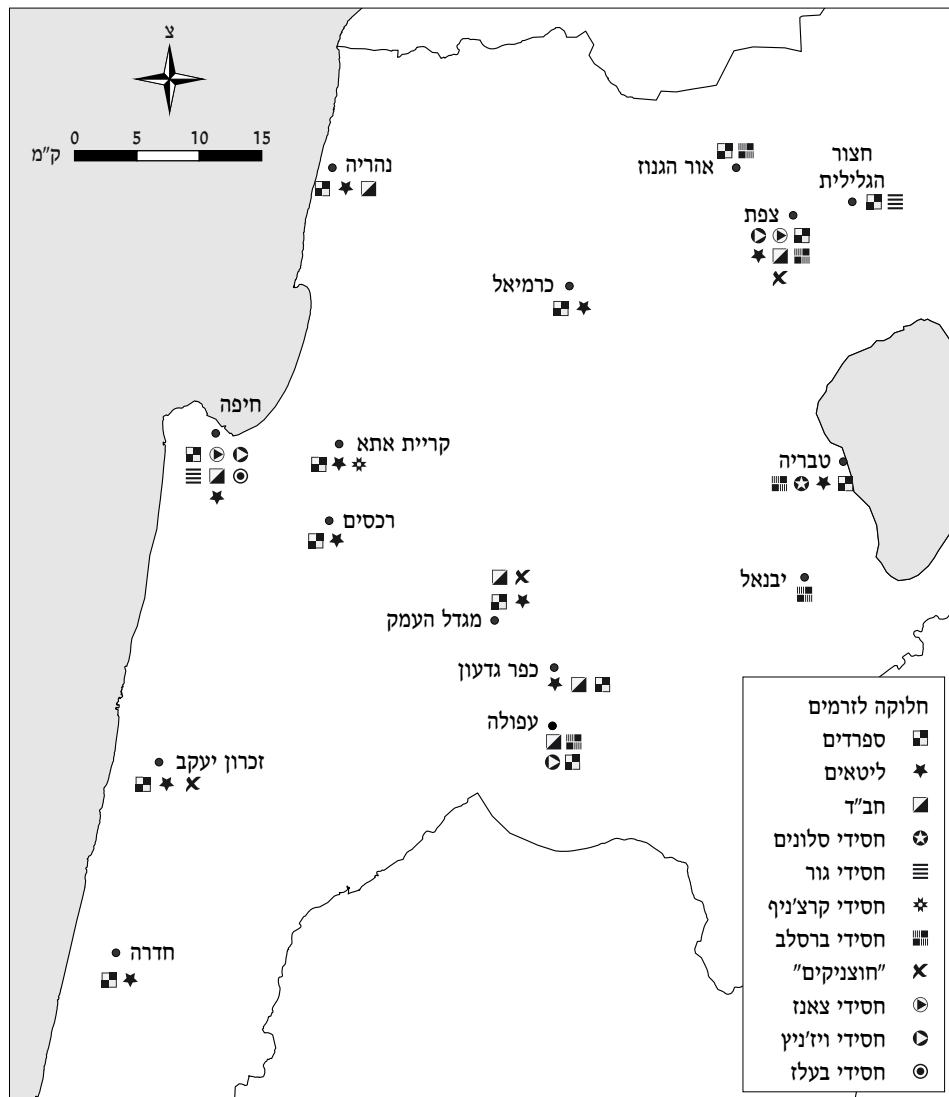 צ
0 5 10 15
ק"מ
נהריה
אור הגנוז
חצור
הגלילית
צפת
כרמיאל
חיפה
קריית אתא
טבריה
רכסים
יבנאל
מגדל העמק
כפר גדעון
עפולה
זכרון יעקב
חדרה
חלוקה לזרמים
ספרדים
ליטאים
חב"ד
חסידי סלונים
חסידי גור
חסידי קרצ'ניף
חסידי ברסלב
"חוצניקים"
חסידי צאנז
חסידי ויז'ניץ
חסידי בעלז